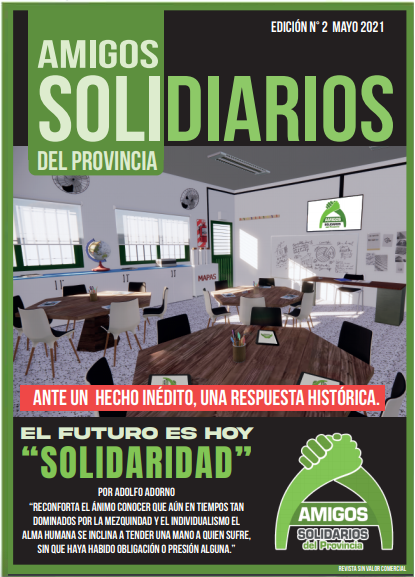 EDICIÓN N° 2 MAYO 2021
AMIGOS
SOLIDIARIOS
DEL PROVINCIA
AMIGOS
SOLIDARIOS
MAPAS
ANTE UN HECHO INÉDITO, UNA RESPUESTA HISTÓRICA.
EL FUTURO ES HOY
“SOLIDARIDAD”
POR ADOLFO ADORNO
“RECONFORTA EL ÁNIMO CONOCER QUE AÚN EN TIEMPOS TAN
DOMINADOS POR LA MEZQUINDAD Y EL INDIVIDUALISMO EL
ALMA HUMANA SE INCLINA A TENDER UNA MANO A QUIEN SUFRE,
SIN QUE HAYA HABIDO OBLIGACIÓN O PRESIÓN ALGUNA.”
AMIGOS
SOLIDARIOS
del Provincia
REVISTA SIN VALOR COMERCIAL